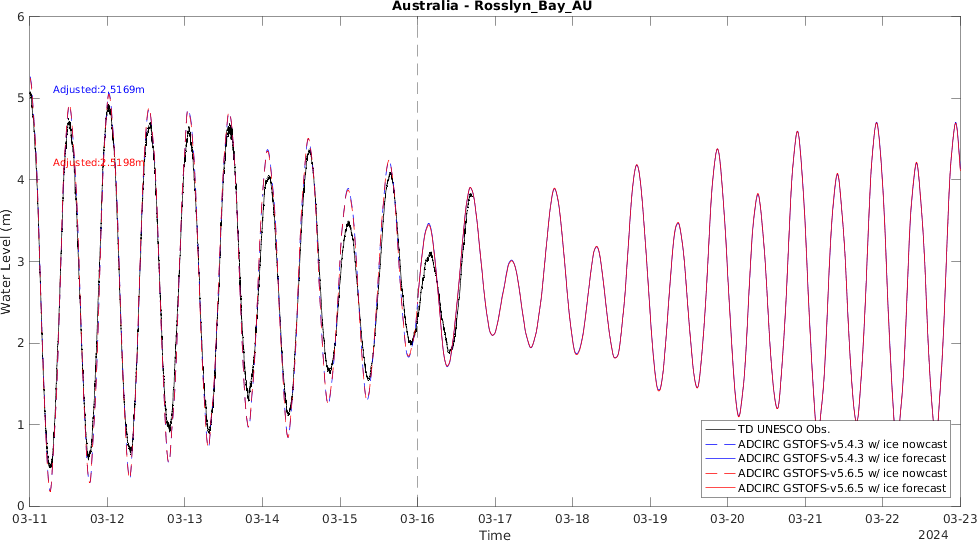 Australia - Rosslyn_Bay_AU
6
5
4
3
2
1
0
Water Level (m)
Adjusted:2.5169m
Adjusted:2.5198m
TD UNESCO Obs.
ADCIRC GSTOFS-v5.4.3 w/ ice nowcast
ADCIRC GSTOFS-v5.4.3 w/ ice forecast
ADCIRC GSTOFS-v5.6.5 w/ ice nowcast
ADCIRC GSTOFS-v5.6.5 w/ ice forecast
03-11 03-12 03-13 03-14 03-15 03-16 03-17 03-18 03-19 03-20 03-21 03-22 03-23
Time
2024